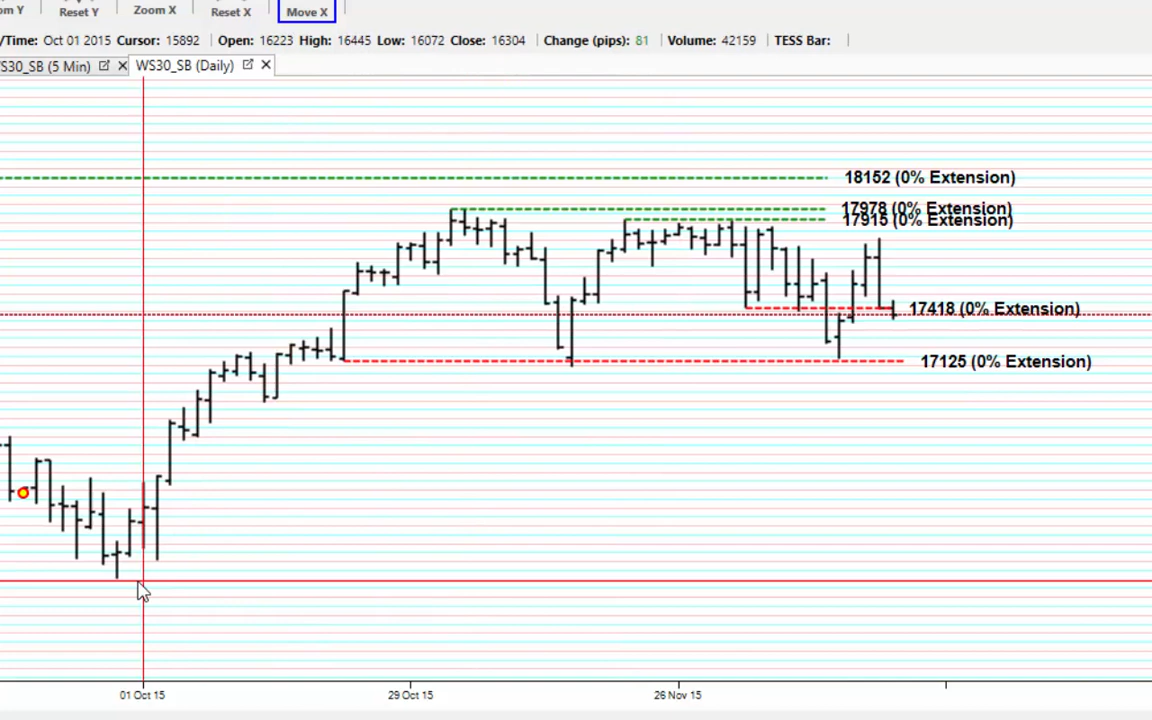 om Y Reset Y Zoom X Reset X Move X
/Time: Oct 01 2015 Cursor: 15892 Open: 16223 High: 16445 Low: 16072 Close: 16304 Change (pips): 81 Volume: 42159 TESS Bar:
S30_SB (5 Min) WS30_SB (Daily)
18152 (0% Extension)
17978 (0% Extension)
(0% Extension)
17418 (0% Extension)
17125 (0% Extension)
01 Oct 15 29 Oct 15 26 Nov 15